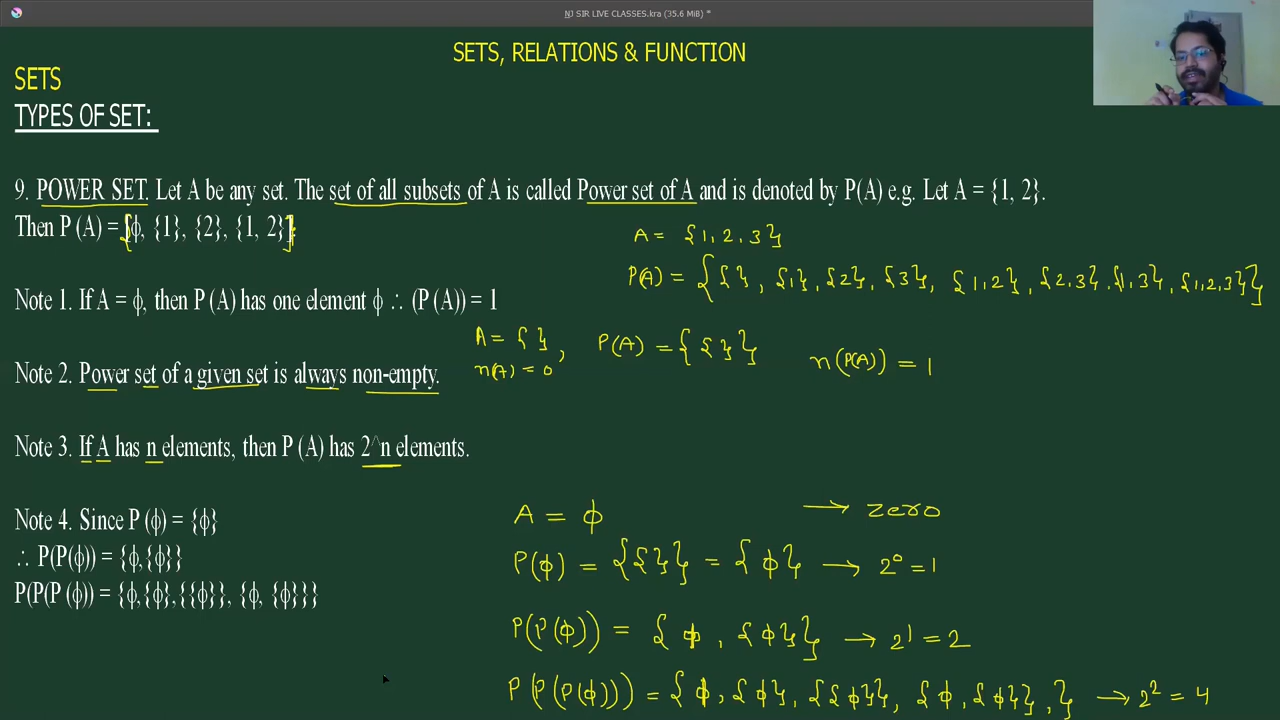 NJ SIR LIVE CLASSES.kra (35.6 MiB) *
SETS, RELATIONS & FUNCTION
SETS
TYPES OF SET:
9. POWER SET. Let A be any set. The set of all subsets of A is called Power set of A and is denoted by P(A) e.g. Let A = {1, 2}.
Then P (A) = {ϕ, {1}, {2}, {1, 2}}.
A = {1, 2, 3}
P(A) = {{ }, {1}, {2}, {3}, {1, 2}, {2, 3}, {1, 3}, {1, 2, 3}}
Note 1. If A = ϕ, then P (A) has one element ϕ ∴ (P (A)) = 1
A = { }, P(A) = {{ }} n(P(A)) = 1
n(A) = 0
Note 2. Power set of a given set is always non-empty.
Note 3. If A has n elements, then P (A) has 2^n elements.
Note 4. Since P (ϕ) = {ϕ}
∴ P(P(ϕ)) = {ϕ,{ϕ}}
P(P(P (ϕ)) = {ϕ,{ϕ},{{ϕ}}, {ϕ, {ϕ}}}
A = ϕ → zero
P(ϕ) = {{ }} = {ϕ} → 2⁰ = 1
P(P(ϕ)) = {ϕ, {ϕ}} → 2¹ = 2
P(P(P(ϕ))) = {ϕ, {ϕ}, {{ϕ}}, {ϕ, {ϕ}}, } → 2² = 4